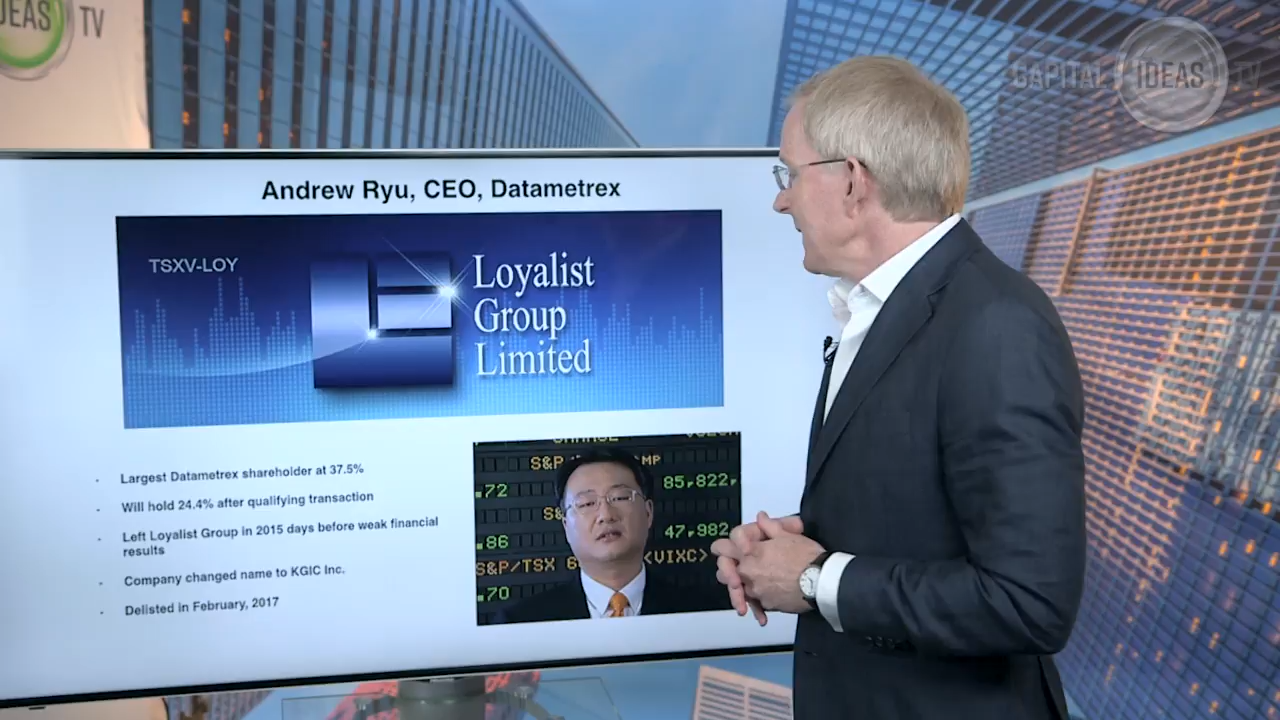 IDEAS TV
CAPITAL IDEAS TV
Andrew Ryu, CEO, Datametrex
TSXV-LOY
Loyalist
Group
Limited
Largest Datametrex shareholder at 37.5%
Will hold 24.4% after qualifying transaction
Left Loyalist Group in 2015 days before weak financial
results
Company changed name to KGIC Inc.
Delisted in February, 2017
.72
85,822,
.86
47,982
S&P/TSX 6
<VIXC>
.70